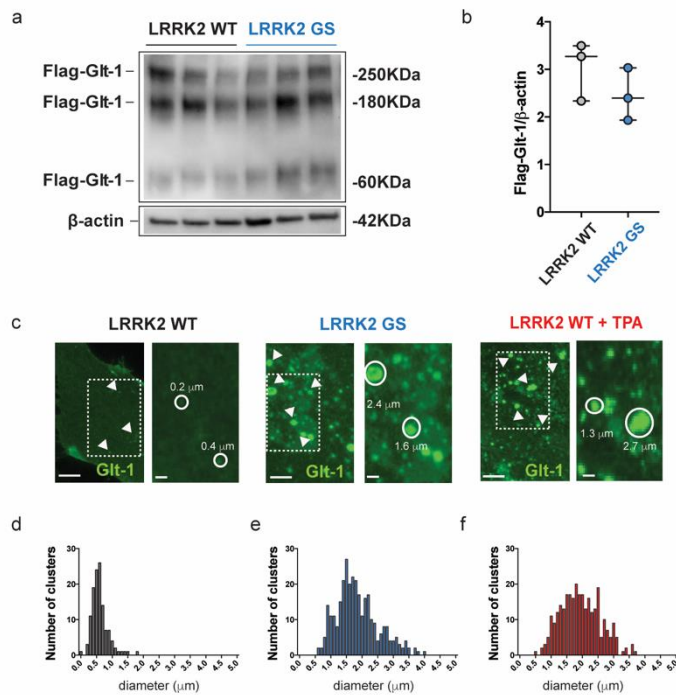 a
LRRK2 WT LRRK2 GS
Flag-Glt-1 -250KDa
Flag-Glt-1 -180KDa
Flag-Glt-1 -60KDa
β-actin -42KDa
b
Flag-Glt-1/β-actin
4
3
2
1
0
LRRK2 WT
LRRK2 GS
c
LRRK2 WT
0.2 μm
0.4 μm
Glt-1
LRRK2 GS
2.4 μm
1.6 μm
Glt-1
LRRK2 WT + TPA
1.3 μm
2.7 μm
Glt-1
d
Number of clusters
30
20
10
0
0.0 0.5 1.0 1.5 2.0 2.5 3.0 3.5 4.0 4.5 5.0
diameter (μm)
e
Number of clusters
30
20
10
0
0.0 0.5 1.0 1.5 2.0 2.5 3.0 3.5 4.0 4.5 5.0
diameter (μm)
f
Number of clusters
30
20
10
0
0.0 0.5 1.0 1.5 2.0 2.5 3.0 3.5 4.0 4.5 5.0
diameter (μm)